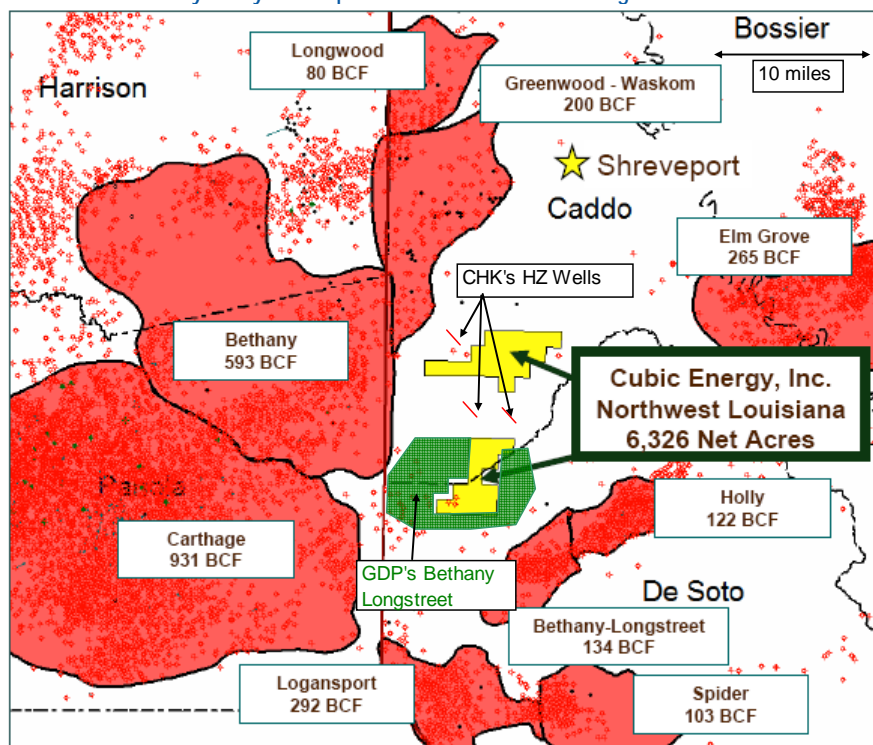 Longwood
80 BCF
Bossier
10 miles
Harrison
Greenwood - Waskom
200 BCF
Shreveport
Caddo
Elm Grove
265 BCF
CHK's HZ Wells
Bethany
593 BCF
Cubic Energy, Inc.
Northwest Louisiana
6,326 Net Acres
Panola
Holly
122 BCF
Carthage
931 BCF
GDP's Bethany
Longstreet
De Soto
Bethany-Longstreet
134 BCF
Logansport
292 BCF
Spider
103 BCF